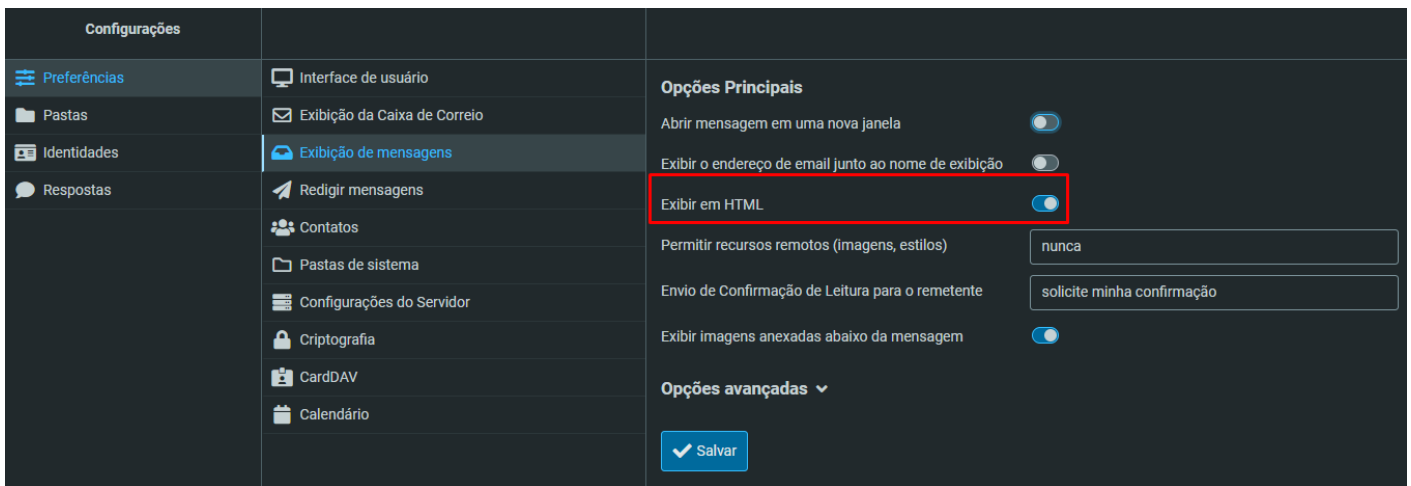 Configurações
Preferências
Pastas
Identidades
Respostas
Interface de usuário
Exibição da Caixa de Correio
Exibição de mensagens
Redigir mensagens
Contatos
Pastas de sistema
Configurações do Servidor
Criptografia
CardDAV
Calendário
Opções Principais
Abrir mensagem em uma nova janela
Exibir o endereço de email junto ao nome de exibição
Exibir em HTML
Permitir recursos remotos (imagens, estilos)
nunca
Envio de Confirmação de Leitura para o remetente
solicite minha confirmação
Exibir imagens anexadas abaixo da mensagem
Opções avançadas
Salvar